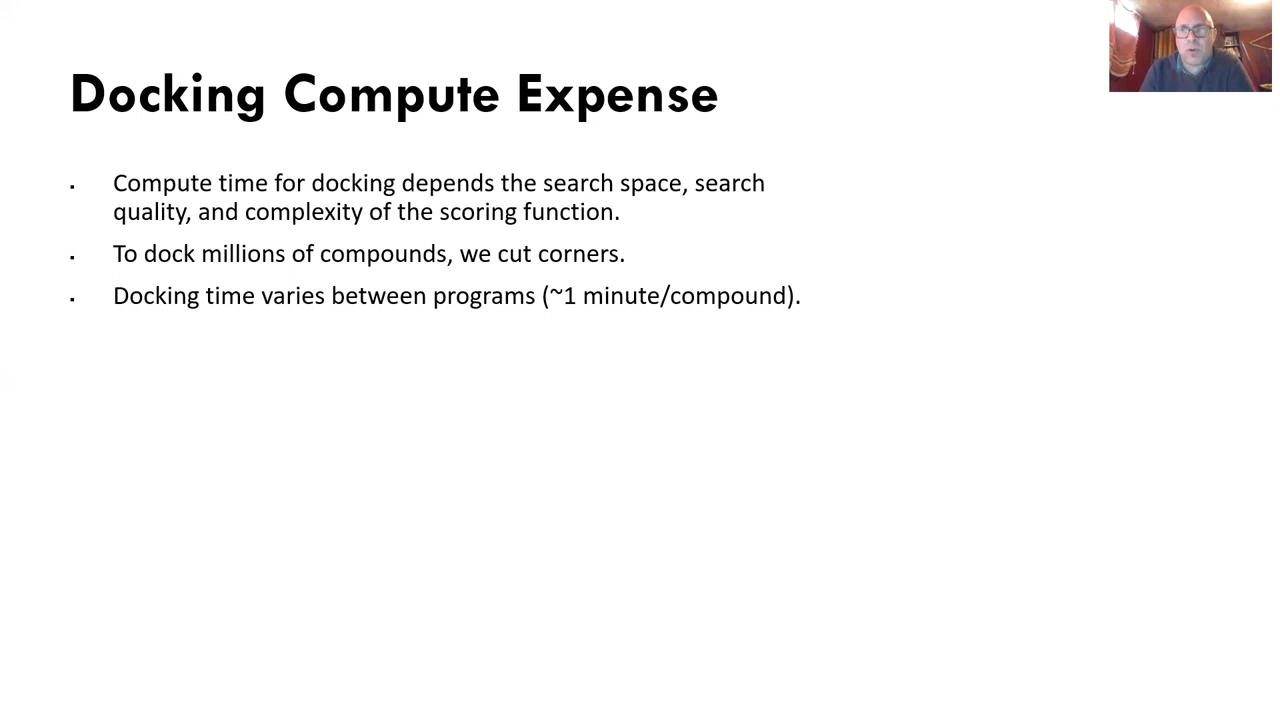 Docking Compute Expense
▪ Compute time for docking depends the search space, search
quality, and complexity of the scoring function.
▪ To dock millions of compounds, we cut corners.
▪ Docking time varies between programs (~1 minute/compound).